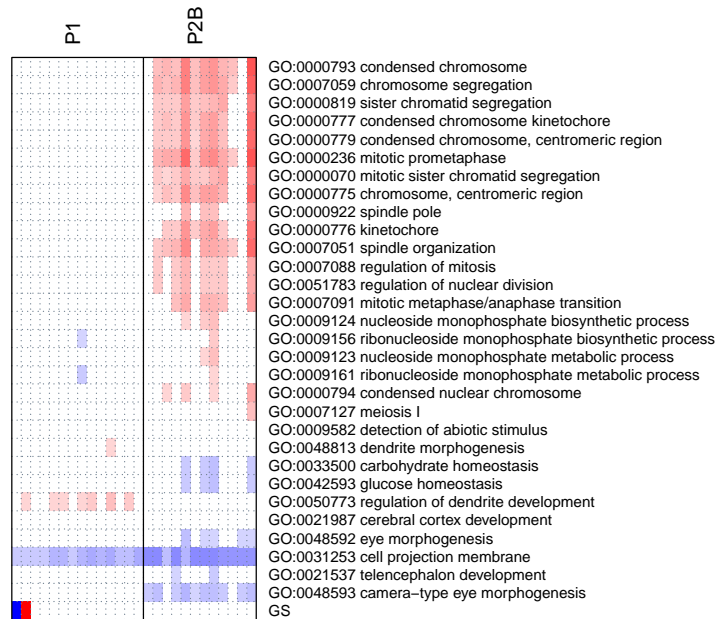 P1
P2B
GO:0000793 condensed chromosome
GO:0007059 chromosome segregation
GO:0000819 sister chromatid segregation
GO:0000777 condensed chromosome kinetochore
GO:0000779 condensed chromosome, centromeric region
GO:0000236 mitotic prometaphase
GO:0000070 mitotic sister chromatid segregation
GO:0000775 chromosome, centromeric region
GO:0000922 spindle pole
GO:0000776 kinetochore
GO:0007051 spindle organization
GO:0007088 regulation of mitosis
GO:0051783 regulation of nuclear division
GO:0007091 mitotic metaphase/anaphase transition
GO:0009124 nucleoside monophosphate biosynthetic process
GO:0009156 ribonucleoside monophosphate biosynthetic process
GO:0009123 nucleoside monophosphate metabolic process
GO:0009161 ribonucleoside monophosphate metabolic process
GO:0000794 condensed nuclear chromosome
GO:0007127 meiosis I
GO:0009582 detection of abiotic stimulus
GO:0048813 dendrite morphogenesis
GO:0033500 carbohydrate homeostasis
GO:0042593 glucose homeostasis
GO:0050773 regulation of dendrite development
GO:0021987 cerebral cortex development
GO:0048592 eye morphogenesis
GO:0031253 cell projection membrane
GO:0021537 telencephalon development
GO:0048593 camera−type eye morphogenesis
GS